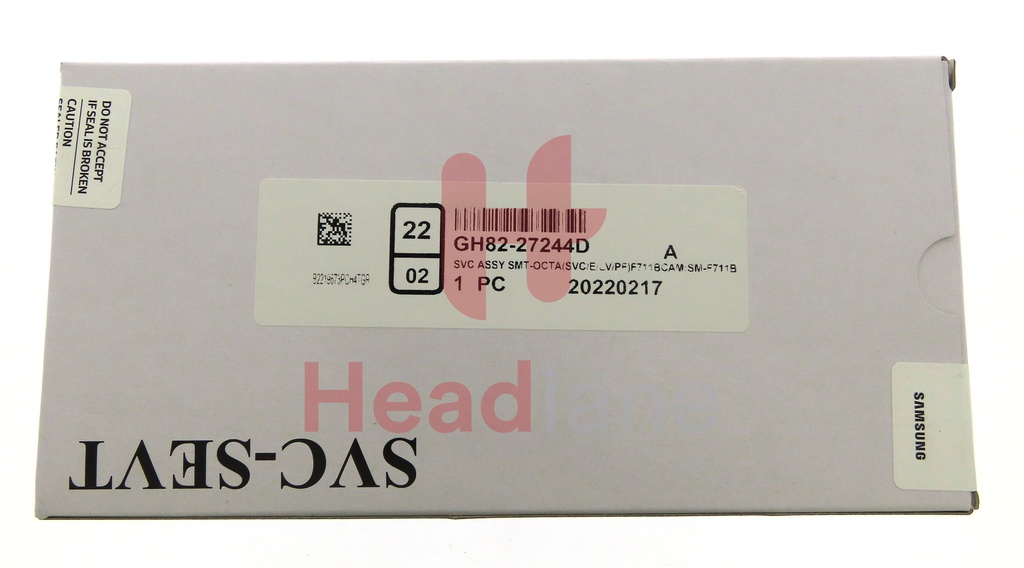 DO NOT ACCEPT
IF SEAL IS BROKEN
CAUTION
22
02
GH82-27244D
A
SVC ASSY SMT-OCTA(SVC/E/LV/PF)F711BCAM;SM-F711B
1 PC
20220217
Headlane
SAMSUNG
SVC-SEVT